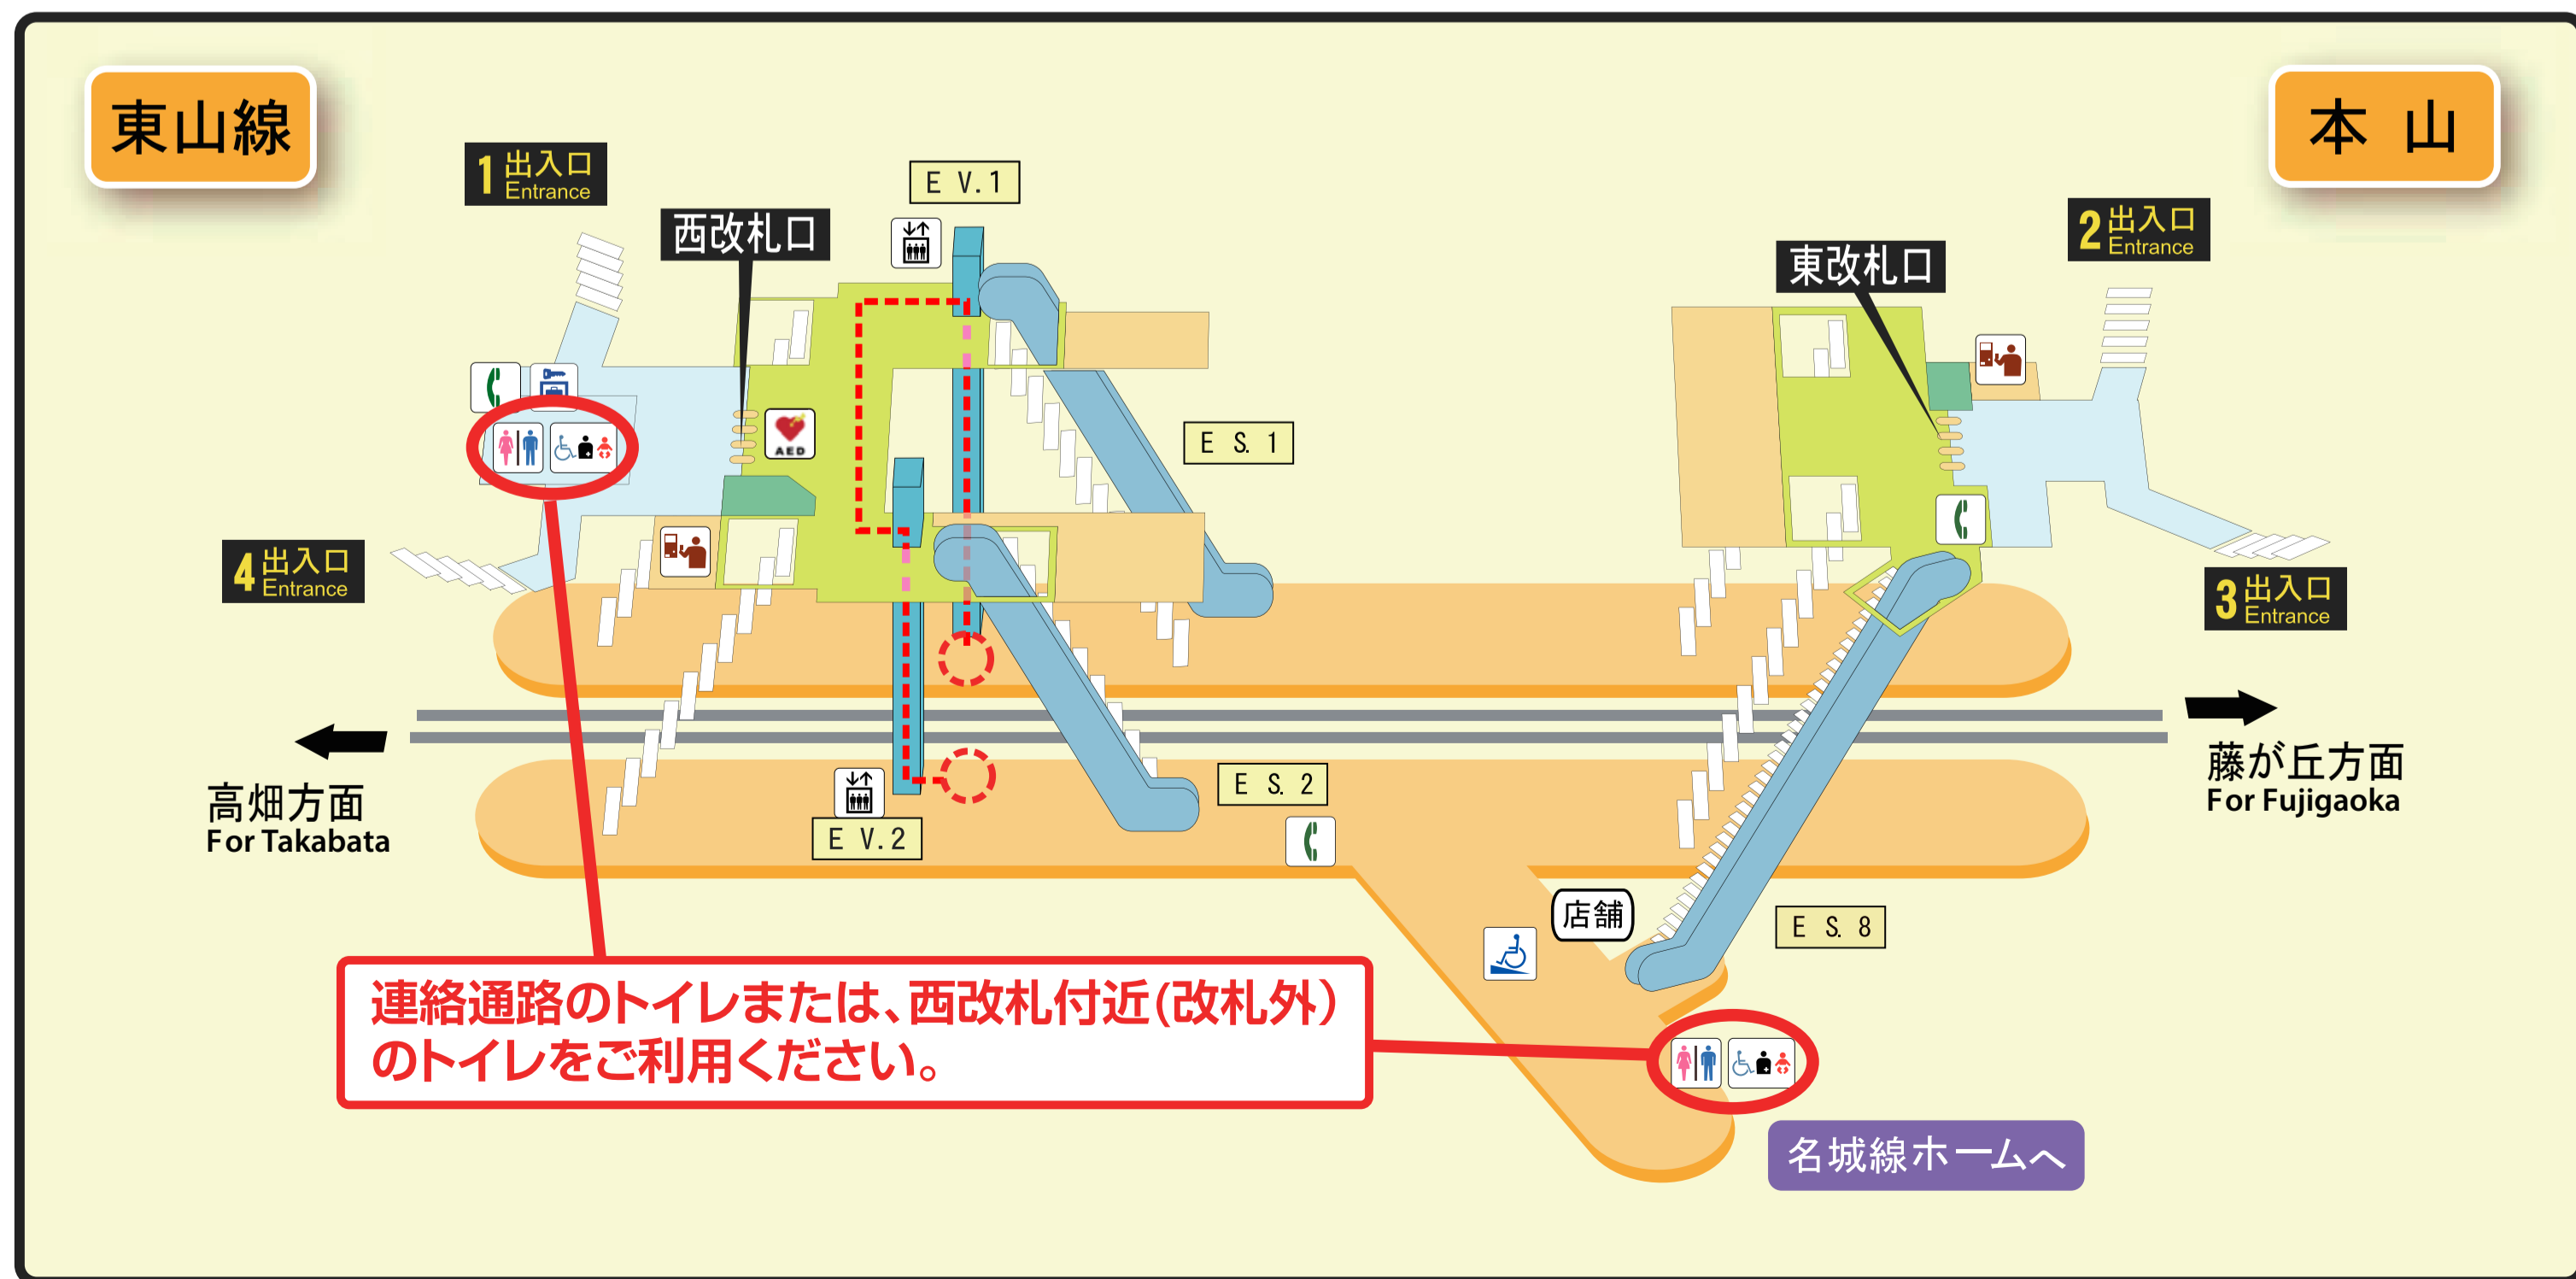 東山線
本 山
1 出入口
Entrance
西改札口
E V.1
東改札口
2 出入口
Entrance
AED
E S. 1
4 出入口
Entrance
3 出入口
Entrance
高畑方面
For Takabata
藤が丘方面
For Fujigaoka
E S. 2
E V.2
店舗
E S. 8
連絡通路のトイレまたは、西改札付近(改札外)
のトイレをご利用ください。
名城線ホームへ